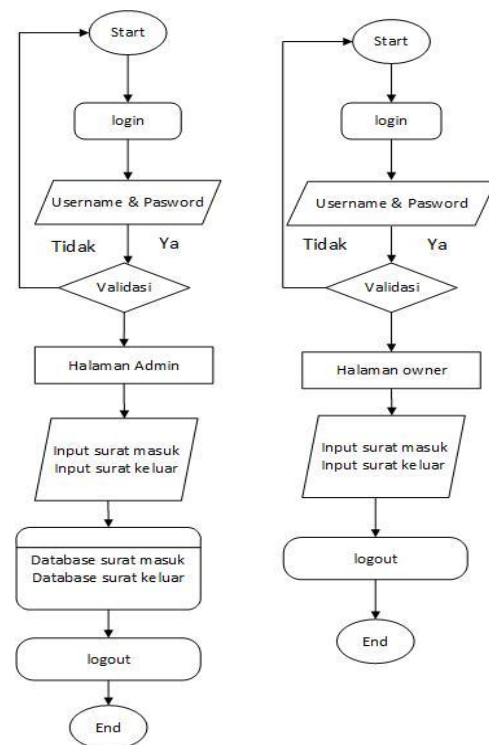 Start
login
Username & Pasword
Tidak Ya
Validasi
Halaman Admin
Input surat masuk
Input surat keluar
Database surat masuk
Database surat keluar
logout
End
Start
login
Username & Pasword
Tidak Ya
Validasi
Halaman owner
Input surat masuk
Input surat keluar
logout
End